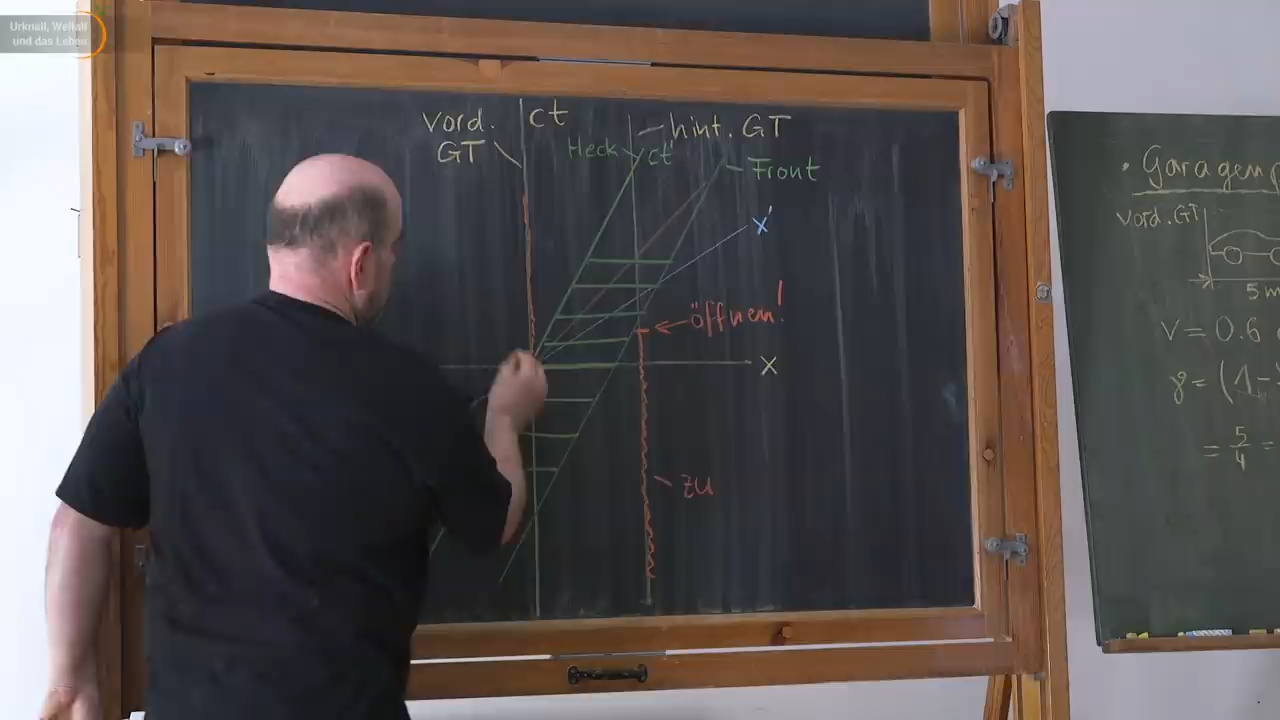 Urknall, Weltall
und das Leben
Vord.
GT
ct
hint. GT
Heck
ct'
Front
x'
öffnen!
x
zu
• Garagenp
Vord. GT
5 m
v = 0.6 c
γ = (1-
= 5/4 =